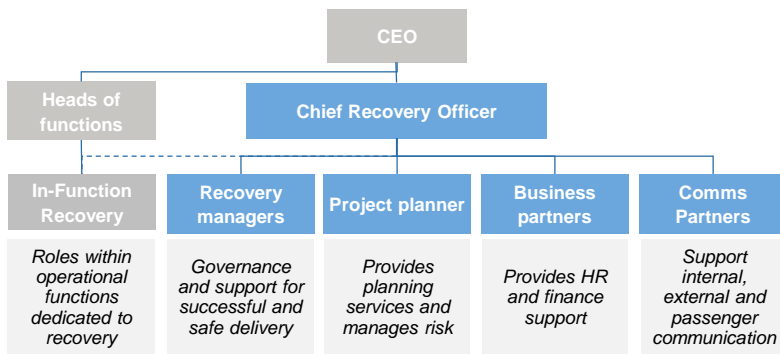 CEO
Heads of
functions
Chief Recovery Officer
In-Function
Recovery
Recovery
managers
Project planner
Business
partners
Comms
Partners
Roles within
operational
functions
dedicated to
recovery
Governance
and support for
successful and
safe delivery
Provides
planning
services and
manages risk
Provides HR
and finance
support
Support
internal,
external and
passenger
communication